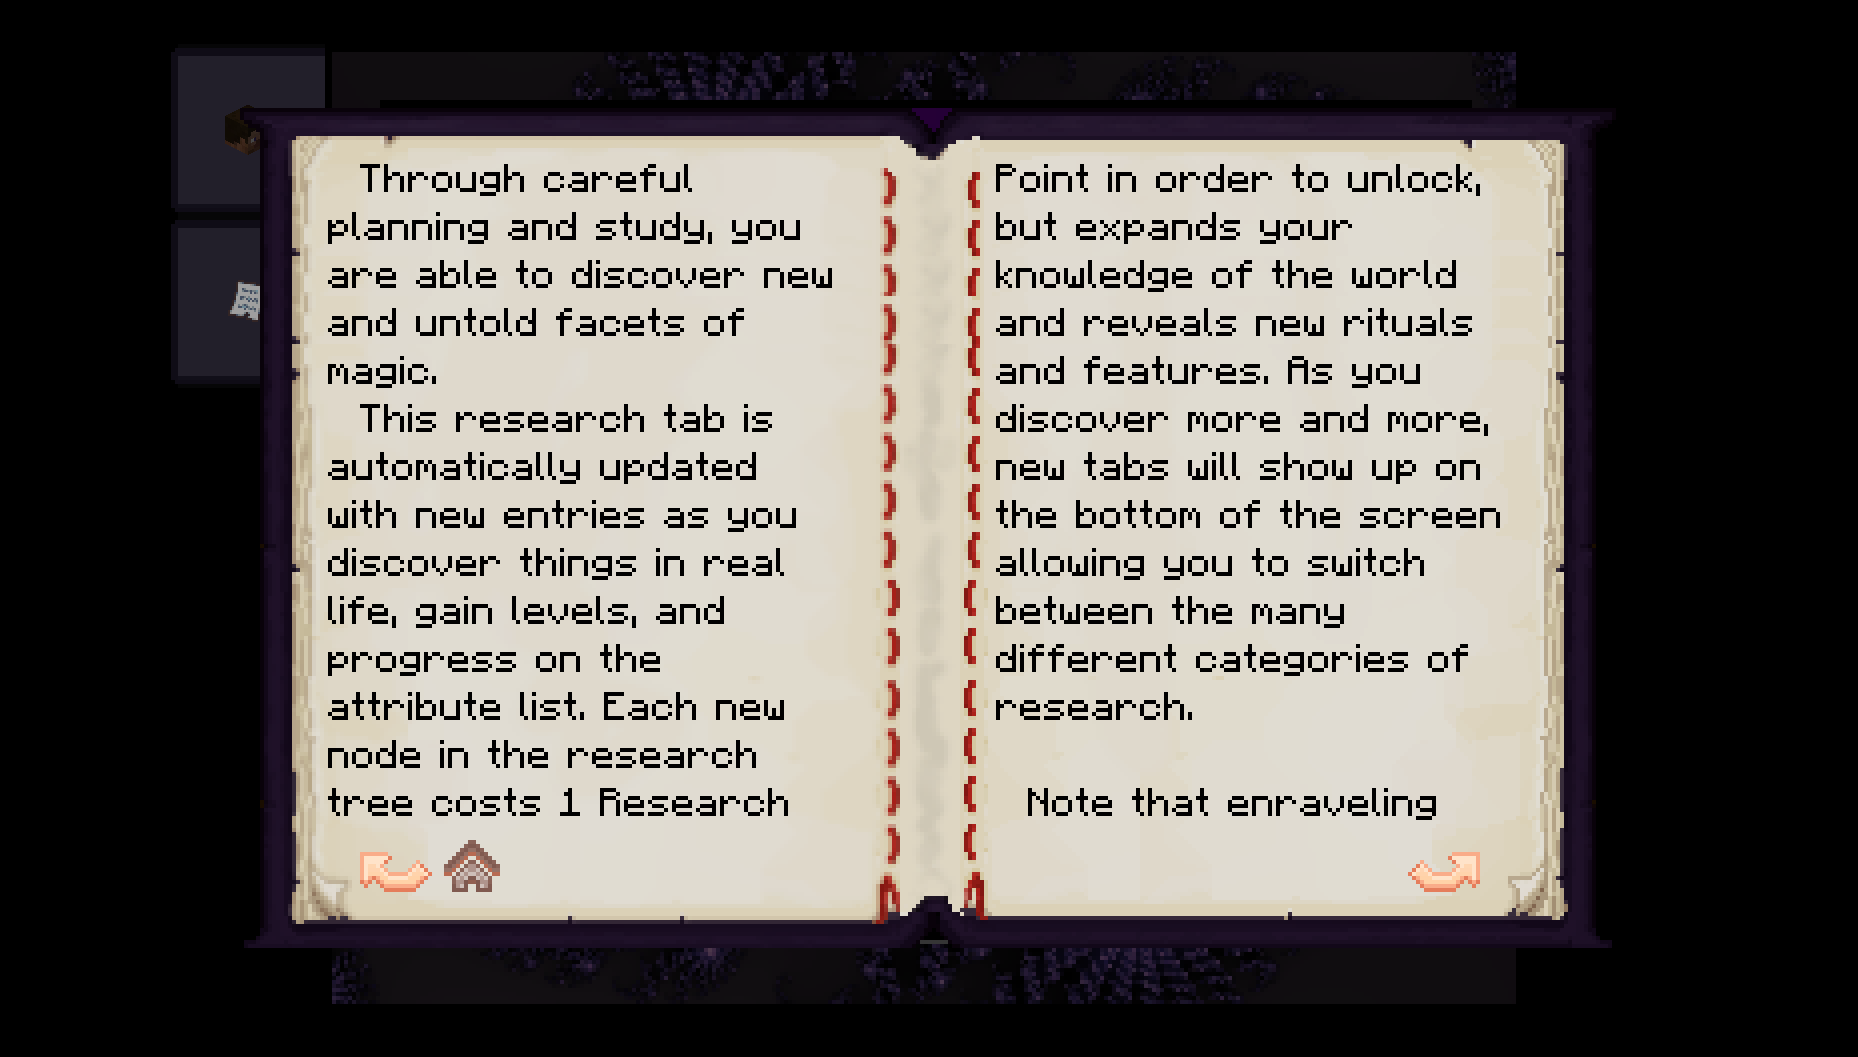 Through careful
planning and study, you
are able to discover new
and untold facets of
magic.
This research tab is
automatically updated
with new entries as you
discover things in real
life, gain levels, and
progress on the
attribute list. Each new
node in the research
tree costs 1 Research
Point in order to unlock,
but expands your
knowledge of the world
and reveals new rituals
and features. As you
discover more and more,
new tabs will show up on
the bottom of the screen
allowing you to switch
between the many
different categories of
research.
Note that enraveling